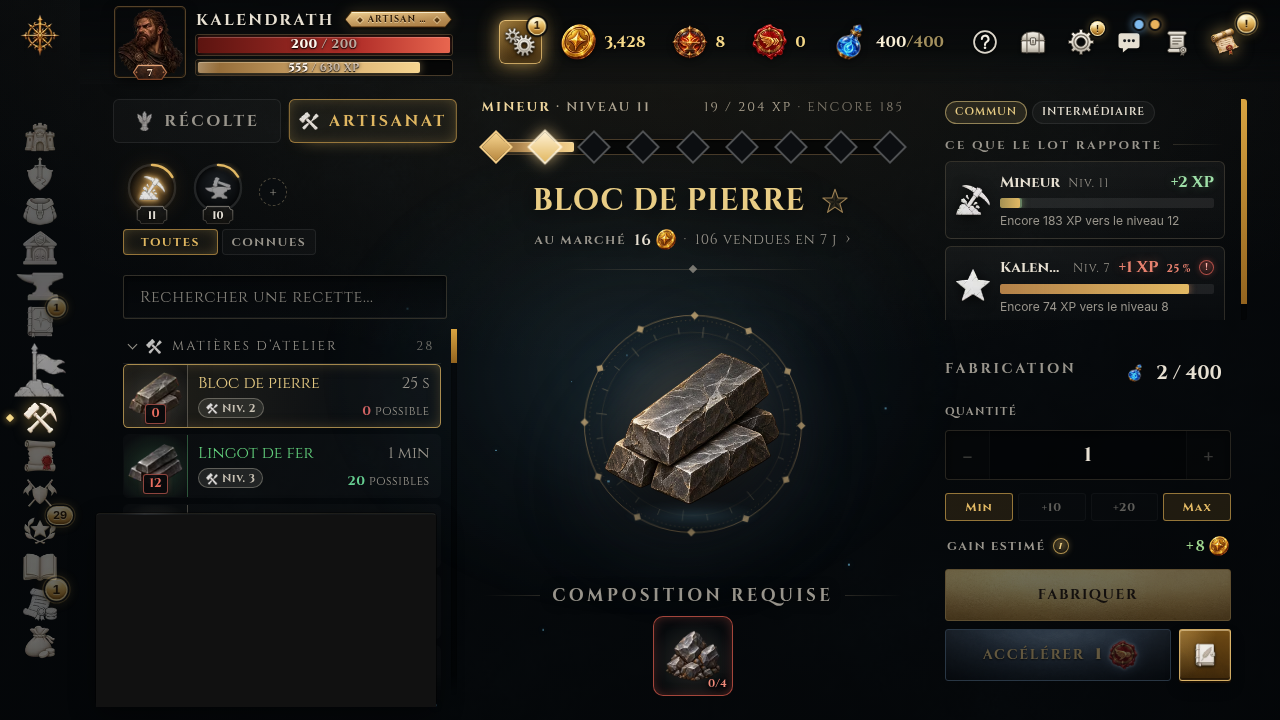 KALENDRATH ARTISAN ...
200 / 200
555 / 630 XP
7
1
3,428
8
0
400/400
RÉCOLTE
ARTISANAT
11
10
+
TOUTES
CONNUES
RECHERCHER UNE RECETTE...
MATIÈRES D'ATELIER 28
BLOC DE PIERRE 25 S
NIV. 2
0 POSSIBLE
0
LINGOT DE FER 1 MIN
NIV. 3
20 POSSIBLES
12
1
29
1
MINEUR · NIVEAU 11
19 / 204 XP · ENCORE 185
BLOC DE PIERRE
AU MARCHÉ 16 · 106 VENDUES EN 7 J ›
COMPOSITION REQUISE
0/4
COMMUN
INTERMÉDIAIRE
CE QUE LE LOT RAPPORTE
MINEUR NIV. 11 +2 XP
Encore 183 XP vers le niveau 12
KALEN... NIV. 7 +1 XP 25 % !
Encore 74 XP vers le niveau 8
FABRICATION
2 / 400
QUANTITÉ
− 1 +
MIN
+10
+20
MAX
GAIN ESTIMÉ i +8
FABRIQUER
ACCÉLÉRER 1